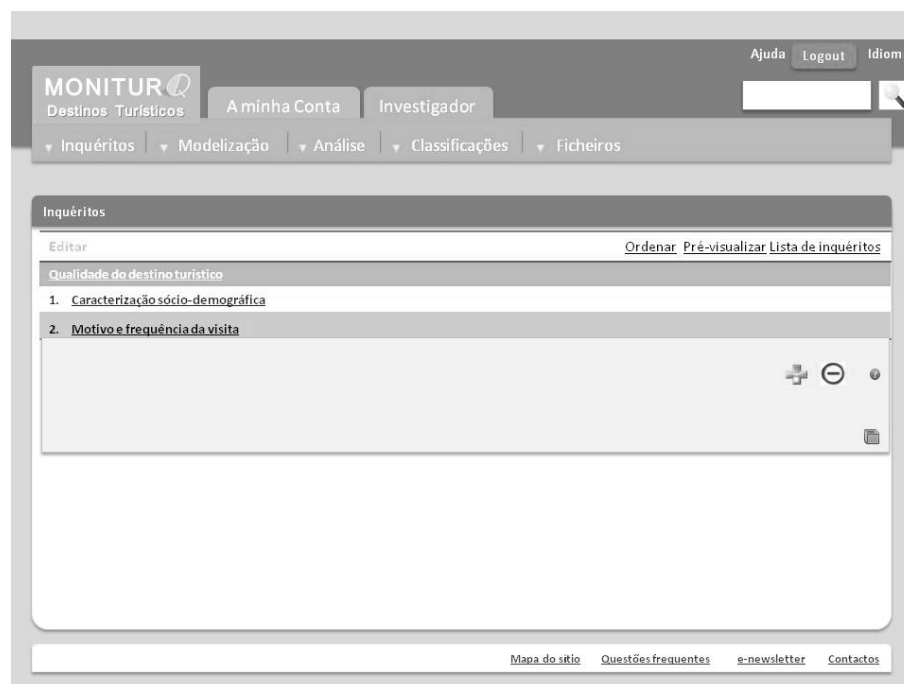 Ajuda Logout Idiom
MONITUR Q
Destinos Turísticos
A minha Conta Investigador
Inquéritos Modelização Análise Classificações Ficheiros
Inquéritos
Editar Ordenar Pré-visualizar Lista de inquéritos
Qualidade do destino turístico
1. Caracterização sócio-demográfica
2. Motivo e frequência da visita
Mapa do sítio Questões frequentes e-newsletter Contactos